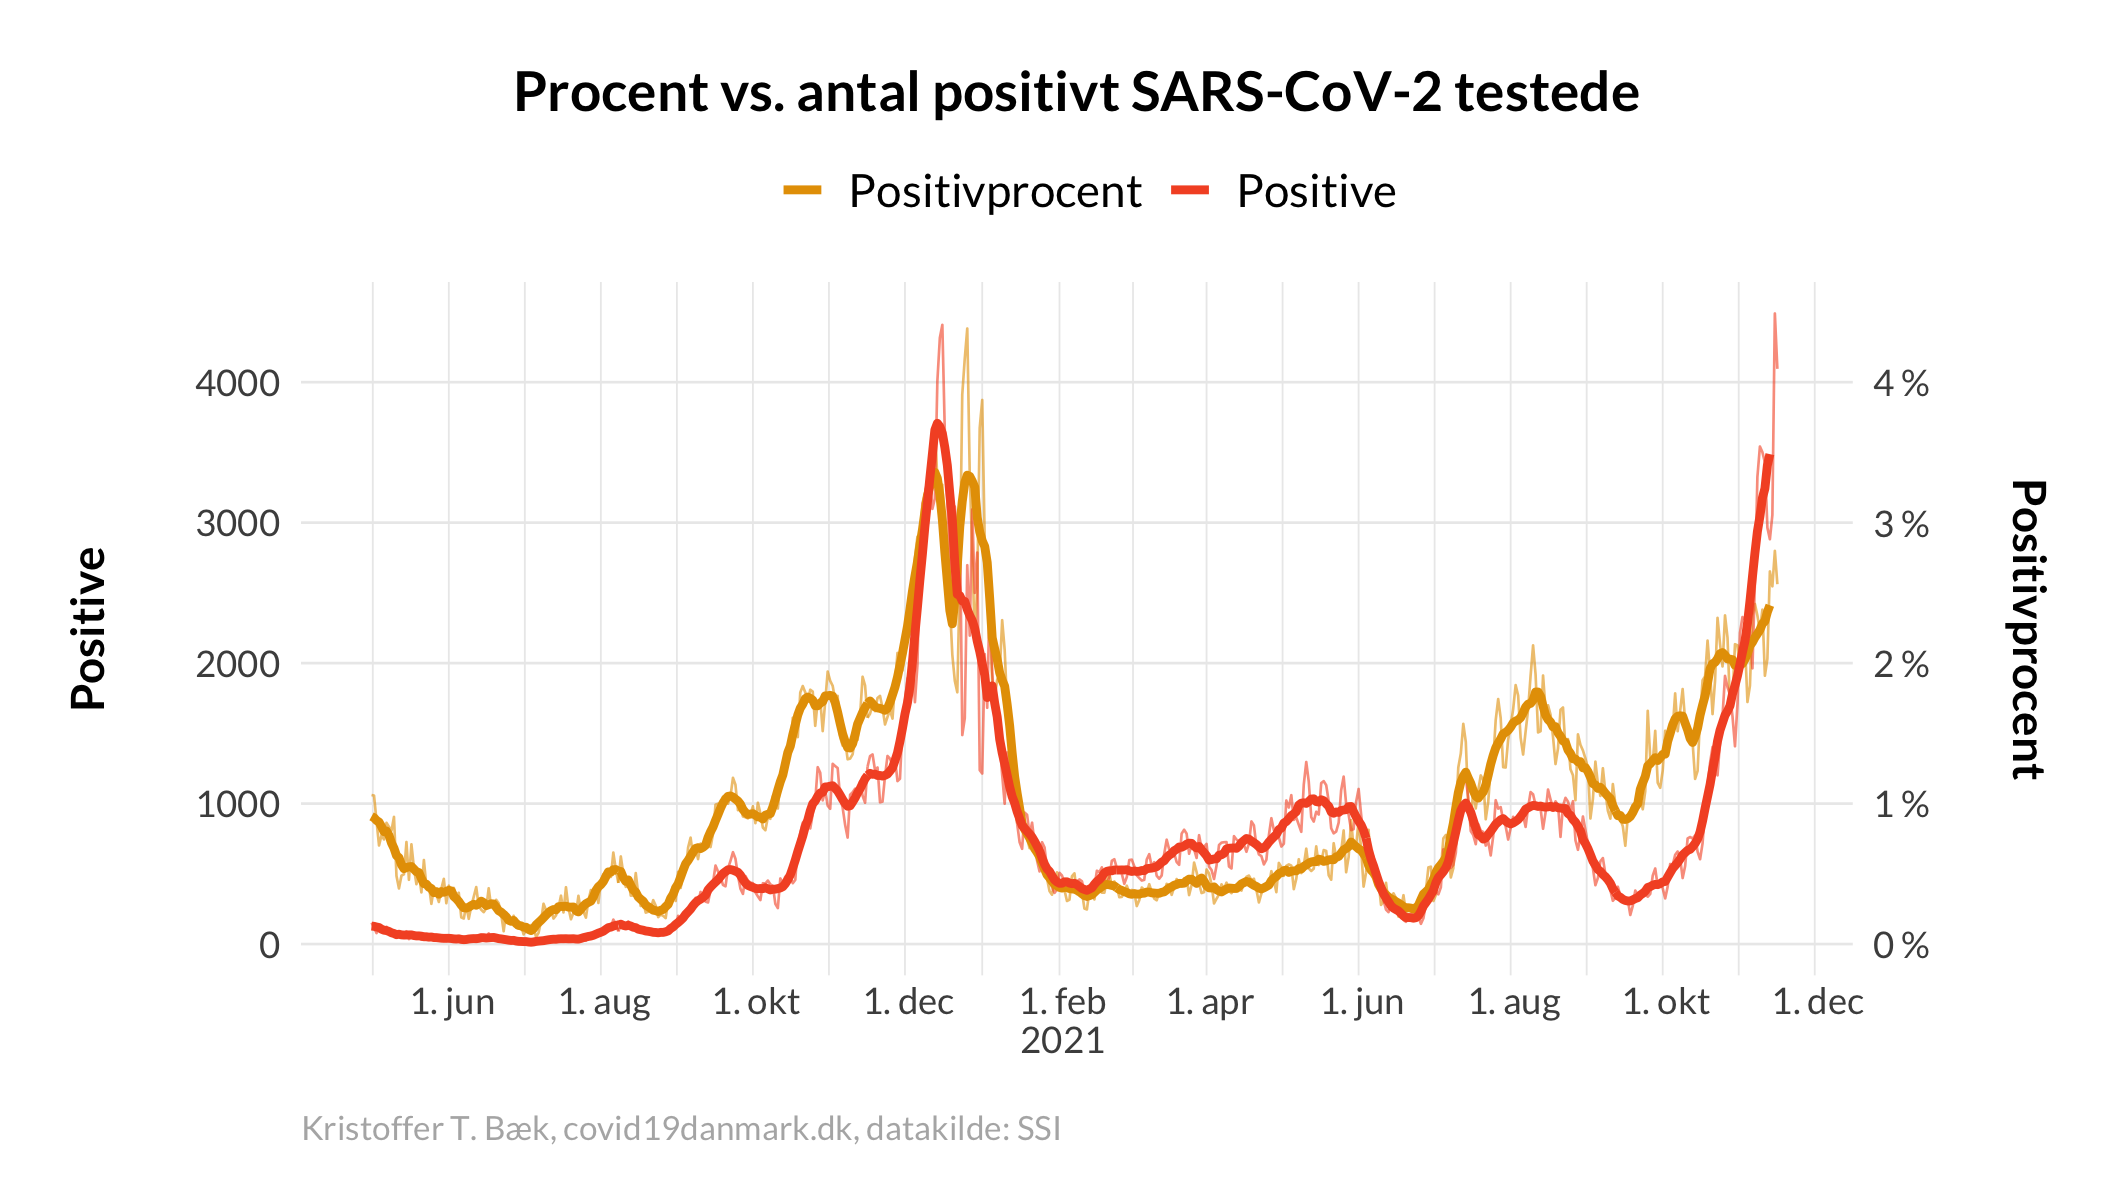 Procent vs. antal positivt SARS-CoV-2 testede
Positivprocent Positive
Positive
4000
3000
2000
1000
0
4 %
3 %
2 %
1 %
0 %
Positivprocent
1. jun 1. aug 1. okt 1. dec 1. feb 1. apr 1. jun 1. aug 1. okt 1. dec
2021
Kristoffer T. Bæk, covid19danmark.dk, datakilde: SSI